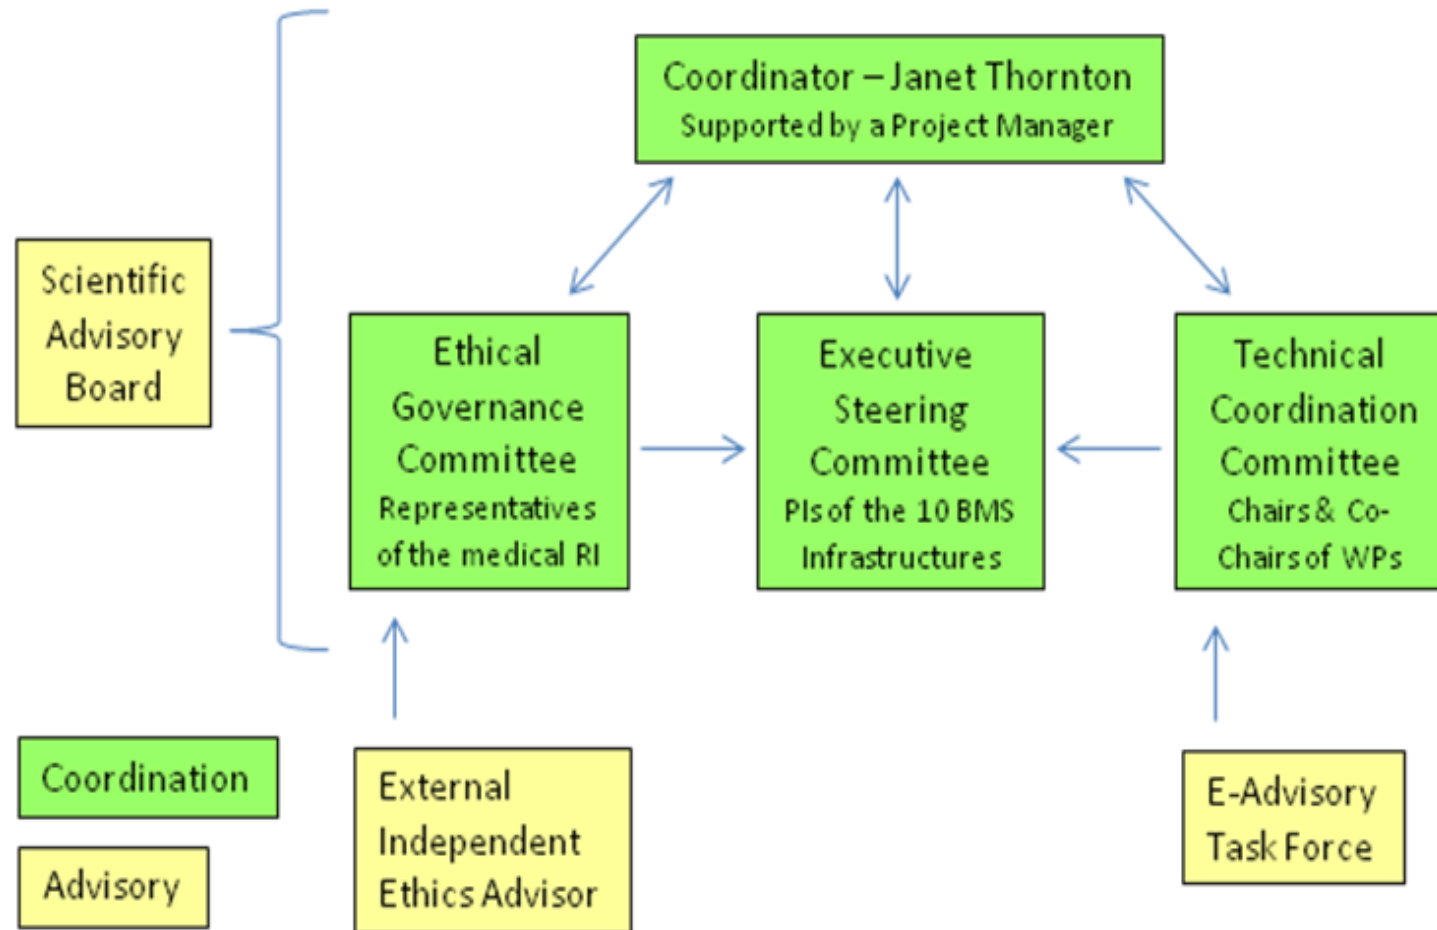 Coordinator – Janet Thornton
Supported by a Project Manager
Scientific
Advisory
Board
Ethical
Governance
Committee
Representatives
of the medical RI
Executive
Steering
Committee
PIs of the 10 BMS
Infrastructures
Technical
Coordination
Committee
Chairs & Co-
Chairs of WPs
Coordination
Advisory
External
Independent
Ethics Advisor
E-Advisory
Task Force